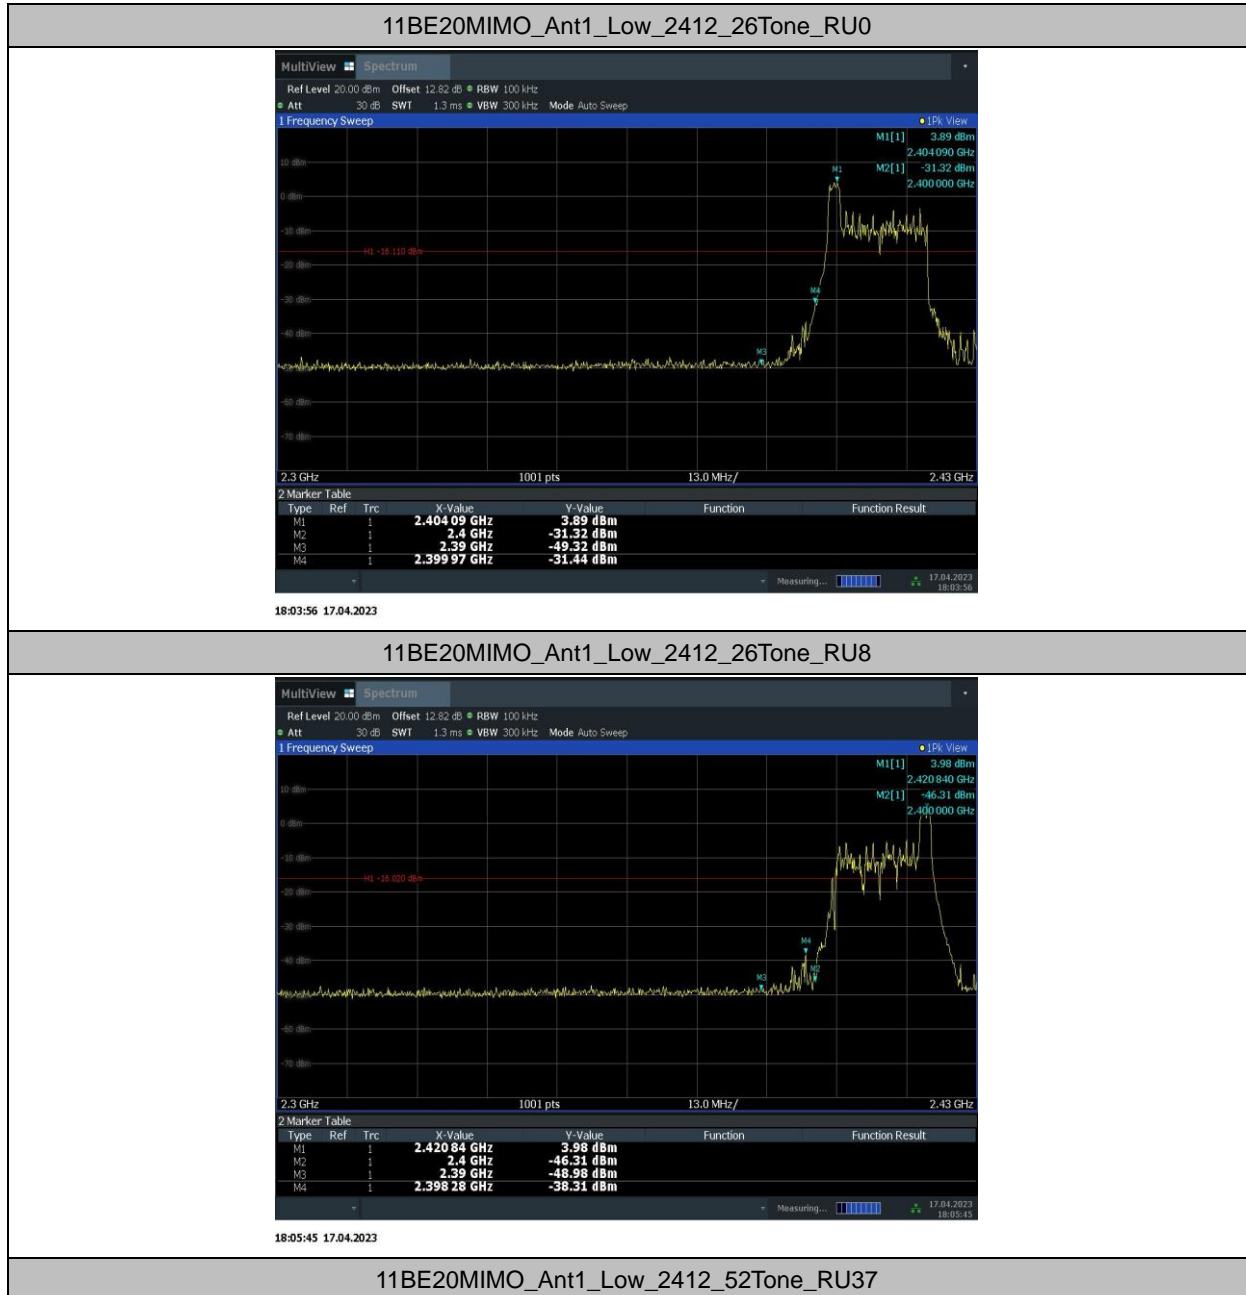 11BE20MIMO_Ant1_Low_2412_26Tone_RU0
MultiView Spectrum
Ref Level 20.00 dBm Offset 12.82 dB RBW 100 kHz
Att 30 dB SWT 1.3 ms VBW 300 kHz Mode Auto Sweep
1 Frequency Sweep 1Pk View
M1[1] 3.89 dBm
2.404090 GHz
10 dBm
M1
M2[1] -31.32 dBm
2.400000 GHz
0 dBm
-10 dBm
H1 -16.110 dBm
-20 dBm
M4
-30 dBm
-40 dBm
M3
-60 dBm
-70 dBm
2.3 GHz 1001 pts 13.0 MHz/ 2.43 GHz
2 Marker Table
Type Ref Trc X-Value Y-Value Function Function Result
M1 1 2.404 09 GHz 3.89 dBm
M2 1 2.4 GHz -31.32 dBm
M3 1 2.39 GHz -49.32 dBm
M4 1 2.399 97 GHz -31.44 dBm
Measuring... 17.04.2023
18:03:56
18:03:56 17.04.2023
11BE20MIMO_Ant1_Low_2412_26Tone_RU8
MultiView Spectrum
Ref Level 20.00 dBm Offset 12.82 dB RBW 100 kHz
Att 30 dB SWT 1.3 ms VBW 300 kHz Mode Auto Sweep
1 Frequency Sweep 1Pk View
M1[1] 3.98 dBm
2.420840 GHz
10 dBm
M2[1] -46.31 dBm
2.400000 GHz
0 dBm
-10 dBm
H1 -16.020 dBm
-20 dBm
-30 dBm
M4
-40 dBm
M2
M3
-60 dBm
-70 dBm
2.3 GHz 1001 pts 13.0 MHz/ 2.43 GHz
2 Marker Table
Type Ref Trc X-Value Y-Value Function Function Result
M1 1 2.420 84 GHz 3.98 dBm
M2 1 2.4 GHz -46.31 dBm
M3 1 2.39 GHz -48.98 dBm
M4 1 2.398 28 GHz -38.31 dBm
Measuring... 17.04.2023
18:05:45
18:05:45 17.04.2023
11BE20MIMO_Ant1_Low_2412_52Tone_RU37